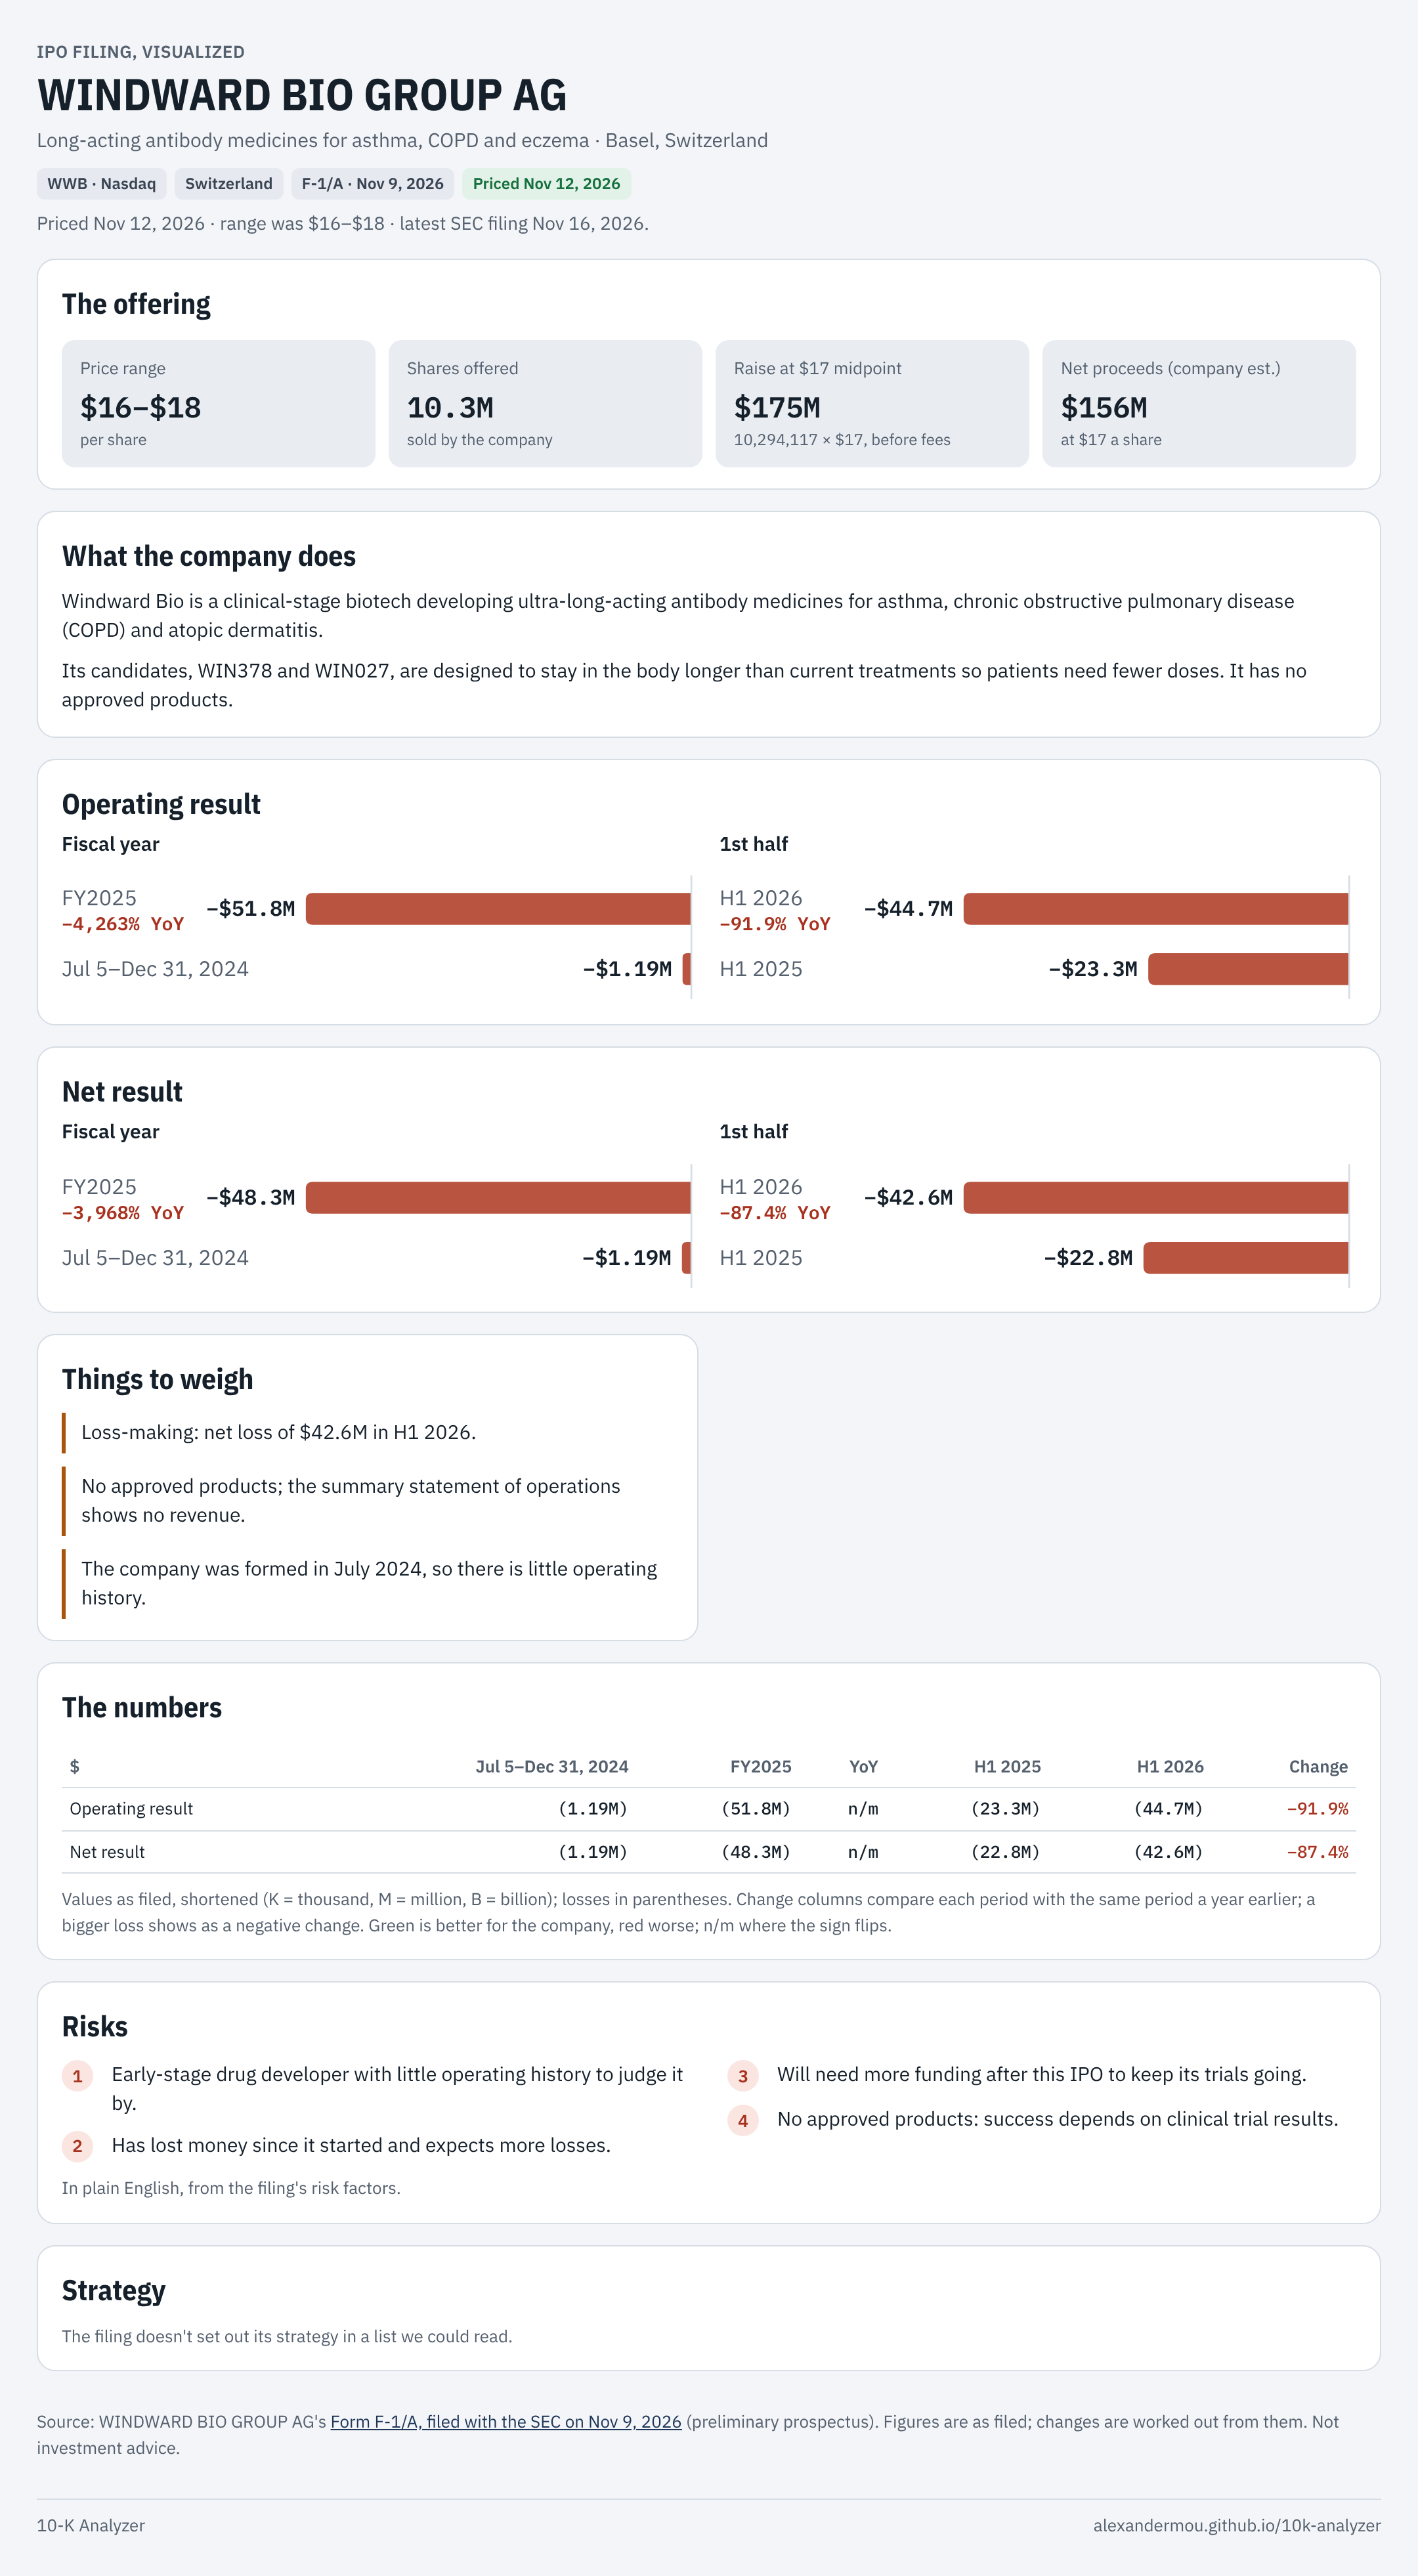 IPO FILING, VISUALIZED
WINDWARD BIO GROUP AG
Long-acting antibody medicines for asthma, COPD and eczema · Basel, Switzerland
WWB · Nasdaq
Switzerland
F-1/A · Nov 9, 2026
Priced Nov 12, 2026
Priced Nov 12, 2026 · range was $16–$18 · latest SEC filing Nov 16, 2026.
The offering
Price range
$16–$18
per share
Shares offered
10.3M
sold by the company
Raise at $17 midpoint
$175M
10,294,117 × $17, before fees
Net proceeds (company est.)
$156M
at $17 a share
What the company does
Windward Bio is a clinical-stage biotech developing ultra-long-acting antibody medicines for asthma, chronic obstructive pulmonary disease
(COPD) and atopic dermatitis.
Its candidates, WIN378 and WIN027, are designed to stay in the body longer than current treatments so patients need fewer doses. It has no
approved products.
Operating result
Fiscal year
FY2025
−4,263% YoY
−$51.8M
Jul 5–Dec 31, 2024
−$1.19M
1st half
H1 2026
−91.9% YoY
−$44.7M
H1 2025
−$23.3M
Net result
Fiscal year
FY2025
−3,968% YoY
−$48.3M
Jul 5–Dec 31, 2024
−$1.19M
1st half
H1 2026
−87.4% YoY
−$42.6M
H1 2025
−$22.8M
Things to weigh
Loss-making: net loss of $42.6M in H1 2026.
No approved products; the summary statement of operations
shows no revenue.
The company was formed in July 2024, so there is little operating
history.
The numbers
$ Jul 5–Dec 31, 2024 FY2025 YoY H1 2025 H1 2026 Change
Operating result (1.19M) (51.8M) n/m (23.3M) (44.7M) −91.9%
Net result (1.19M) (48.3M) n/m (22.8M) (42.6M) −87.4%
Values as filed, shortened (K = thousand, M = million, B = billion); losses in parentheses. Change columns compare each period with the same period a year earlier; a
bigger loss shows as a negative change. Green is better for the company, red worse; n/m where the sign flips.
Risks
1 Early-stage drug developer with little operating history to judge it
by.
2 Has lost money since it started and expects more losses.
3 Will need more funding after this IPO to keep its trials going.
4 No approved products: success depends on clinical trial results.
In plain English, from the filing's risk factors.
Strategy
The filing doesn't set out its strategy in a list we could read.
Source: WINDWARD BIO GROUP AG's Form F-1/A, filed with the SEC on Nov 9, 2026 (preliminary prospectus). Figures are as filed; changes are worked out from them. Not
investment advice.
10-K Analyzer
alexandermou.github.io/10k-analyzer